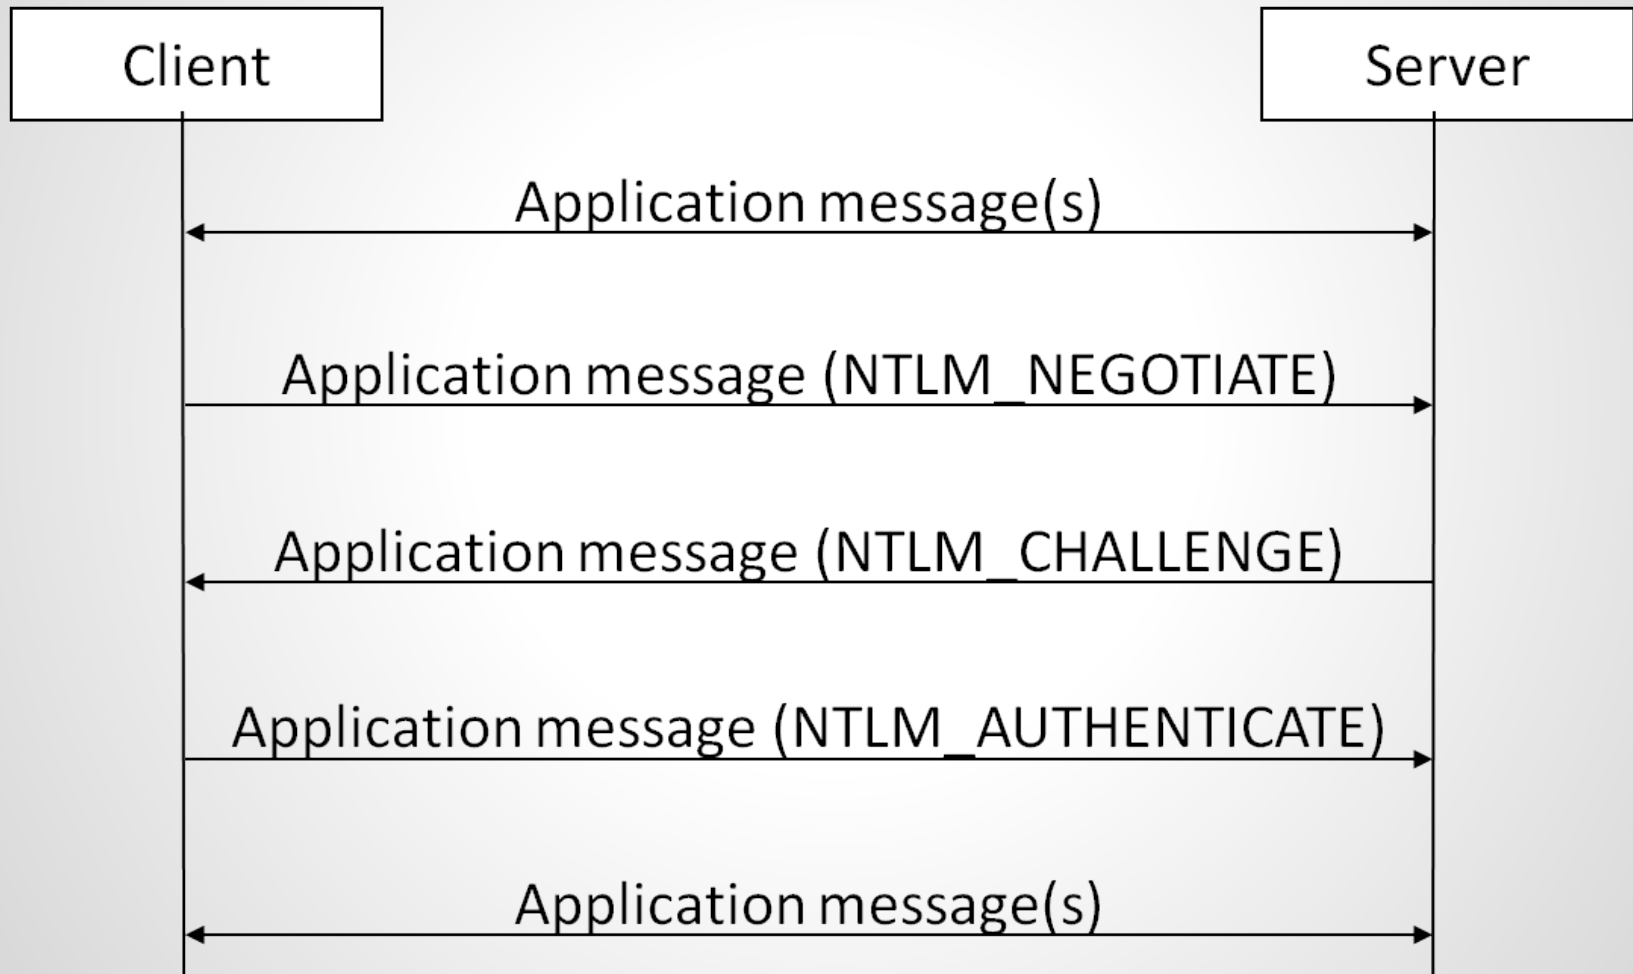 Client
Server
Application message(s)
Application message (NTLM_NEGOTIATE)
Application message (NTLM_CHALLENGE)
Application message (NTLM_AUTHENTICATE)
Application message(s)